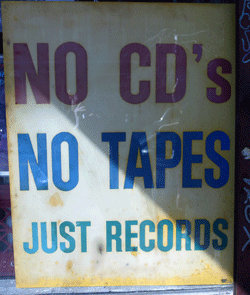 NO CD's
NO TAPES
JUST RECORDS